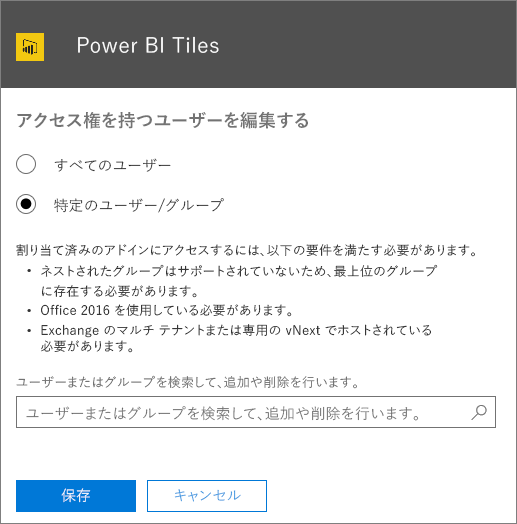 Power BI Tiles
アクセス権を持つユーザーを編集する
すべてのユーザー
特定のユーザー/グループ
割り当て済みのアドインにアクセスするには、以下の要件を満たす必要があります。
• ネストされたグループはサポートされていないため、最上位のグループ
に存在する必要があります。
• Office 2016 を使用している必要があります。
• Exchange のマルチ テナントまたは専用の vNext でホストされている
必要があります。
ユーザーまたはグループを検索して、追加や削除を行います。
ユーザーまたはグループを検索して、追加や削除を行います。
保存
キャンセル